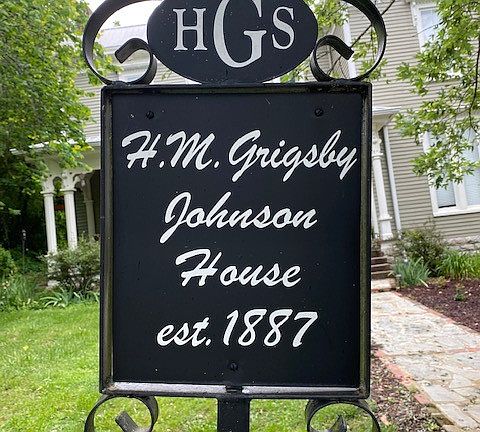 HGS
H.M. Grigsby
Johnson
House
est. 1887